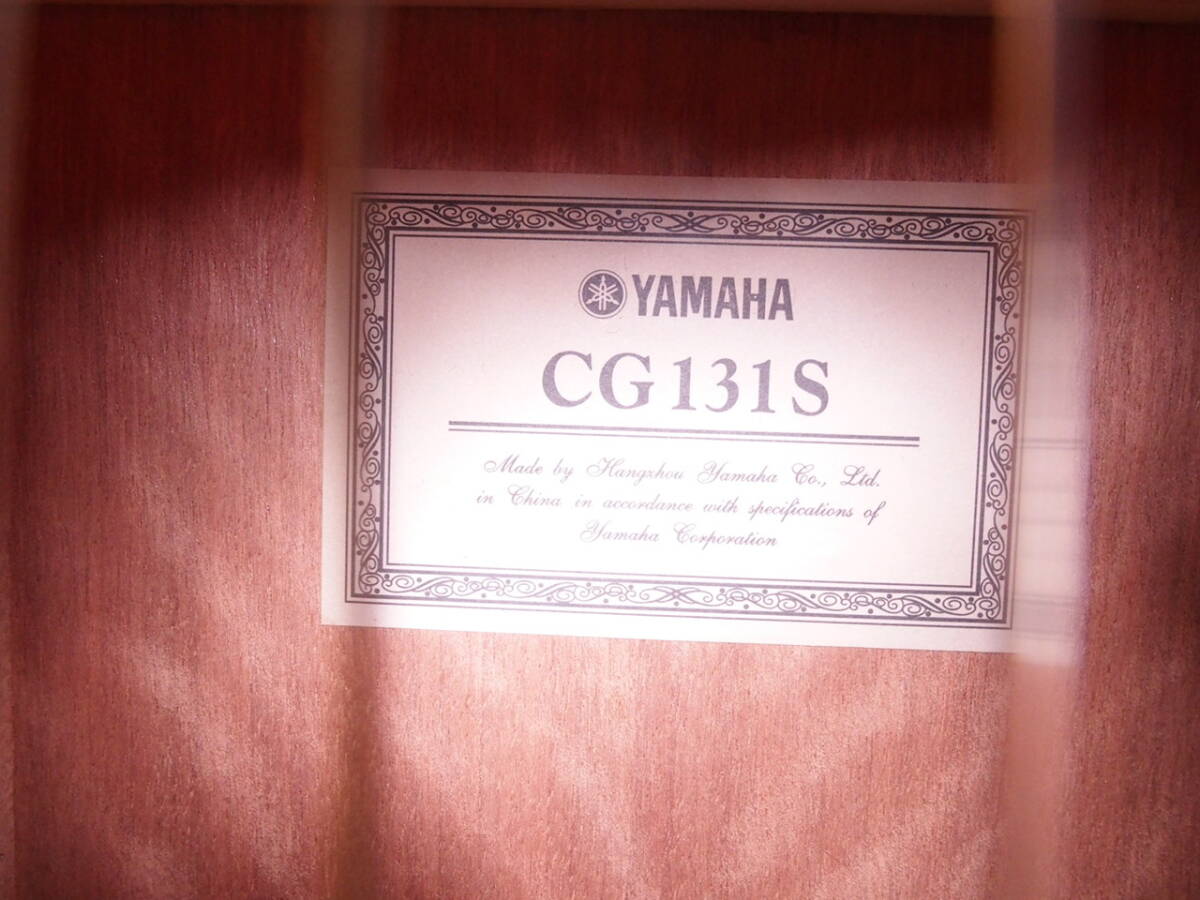 YAMAHA
CG131S
Made by Hangzhou Yamaha Co., Ltd.
in China in accordance with specifications of
Yamaha Corporation